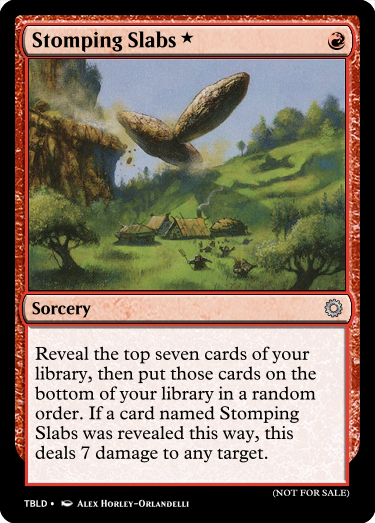 Stomping Slabs ★
Sorcery
Reveal the top seven cards of your
library, then put those cards on the
bottom of your library in a random
order. If a card named Stomping
Slabs was revealed this way, this
deals 7 damage to any target.
(NOT FOR SALE)
TBLD • Alex Horley-Orlandelli